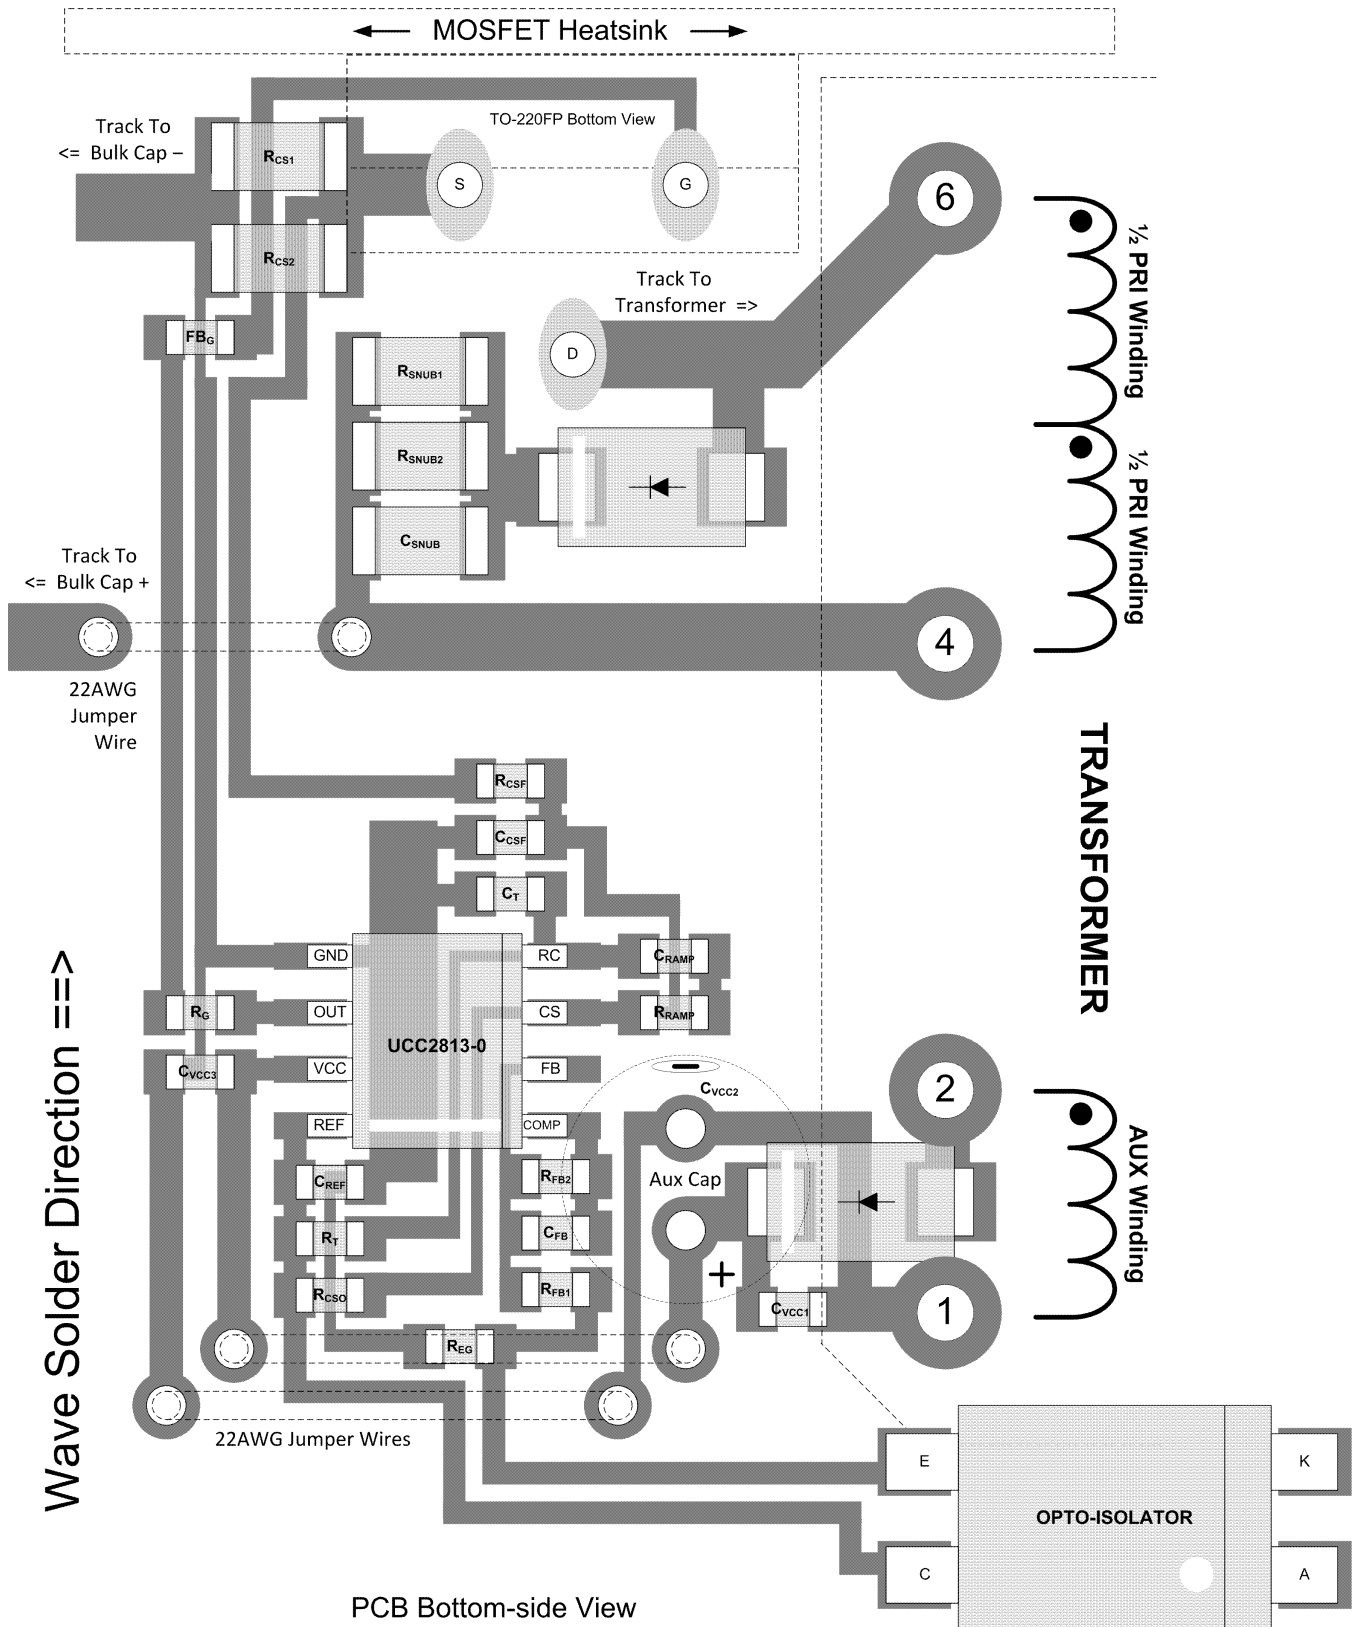 MOSFET Heatsink
Track To
<= Bulk Cap –
TO-220FP Bottom View
RCS1
S
G
6
RCS2
½ PRI Winding
Track To
Transformer =>
FBG
D
RSNUB1
RSNUB2
½ PRI Winding
CSNUB
Track To
<= Bulk Cap +
4
22AWG
Jumper
Wire
TRANSFORMER
RCSF
CCSF
CT
GND
RC
CRAMP
RG
OUT
CS
RRAMP
UCC2813-0
CVCC3
VCC
FB
CVCC2
2
REF
COMP
AUX Winding
CREF
RFB2
Aux Cap
RT
CFB
+
RCSO
RFB1
CVCC1
1
REG
22AWG Jumper Wires
Wave Solder Direction ==>
E
K
OPTO-ISOLATOR
C
A
PCB Bottom-side View